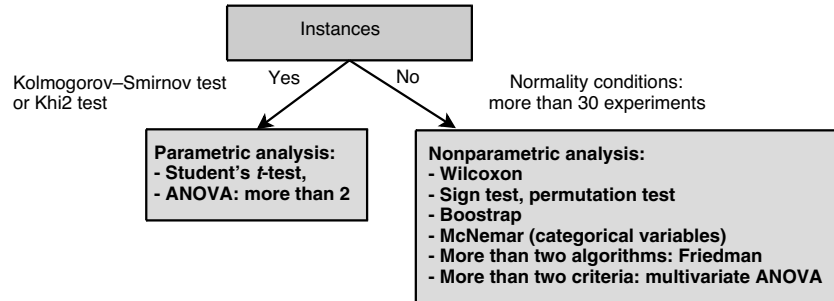 Instances
Yes
No
Kolmogorov–Smirnov test
or Khi2 test
Normality conditions:
more than 30 experiments
Parametric analysis:
- Student's t-test,
- ANOVA: more than 2
Nonparametric analysis:
- Wilcoxon
- Sign test, permutation test
- Boostrap
- McNemar (categorical variables)
- More than two algorithms: Friedman
- More than two criteria: multivariate ANOVA